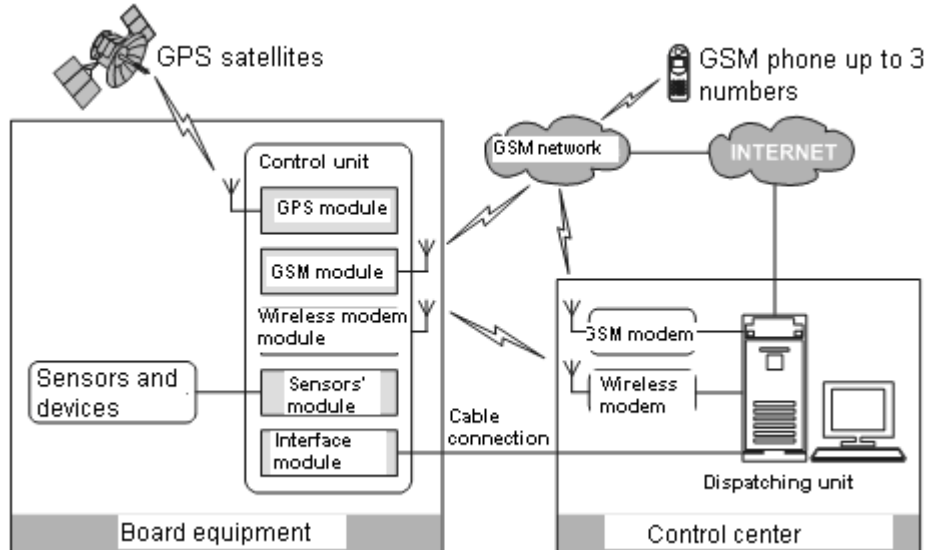 GPS satellites
GSM phone up to 3
numbers
GSM network
INTERNET
Control unit
GPS module
GSM module
Wireless modem
module
Sensors and
devices
Sensors'
module
Interface
module
Cable
connection
GSM modem
Wireless
modem
Dispatching unit
Board equipment
Control center